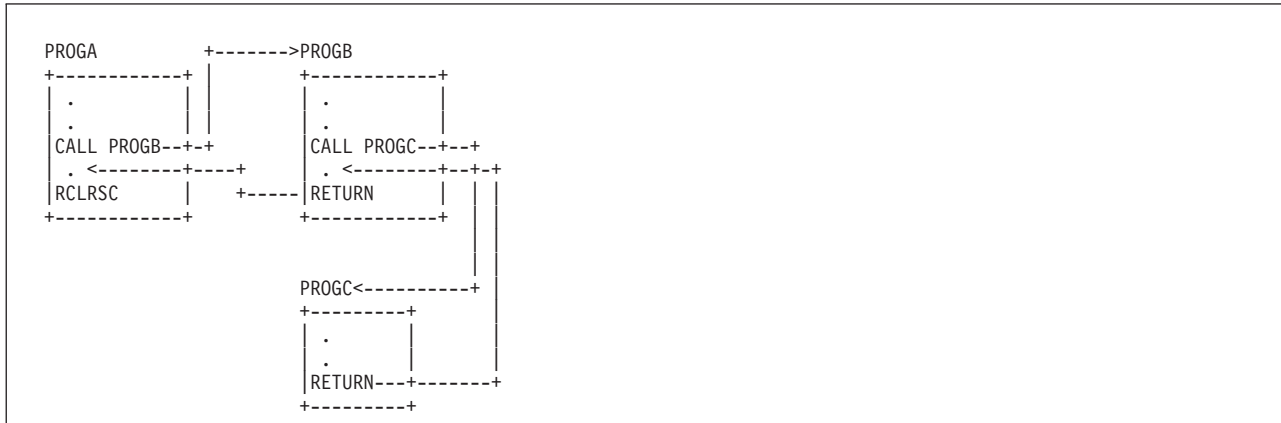 PROGA +------->PROGB
+------------+ | +------------+
| . | | | . |
| . | | | . |
|CALL PROGB--+-+ |CALL PROGC--+--+
| . <--------+----+ | . <--------+--+-+
|RCLRSC | +-----|RETURN | | |
+------------+ +------------+ | |
| |
| |
PROGC<----------+ |
+---------+ |
| . | |
| . | |
|RETURN---+-------+
+---------+